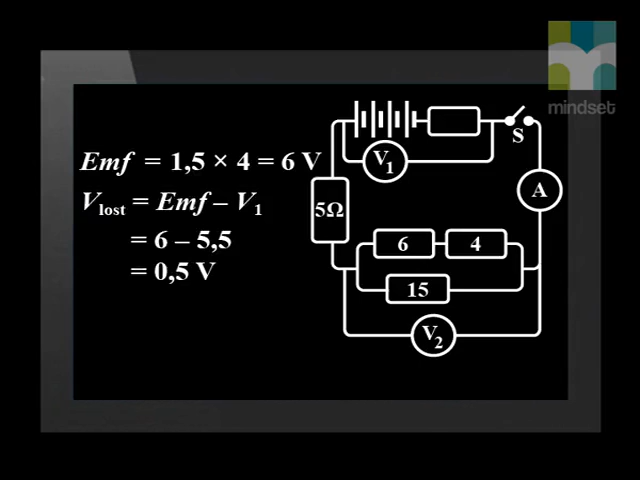 mindset
Emf = 1,5 × 4 = 6 V
V lost = Emf – V1
= 6 – 5,5
= 0,5 V
V1
S
A
5Ω
6
4
15
V2